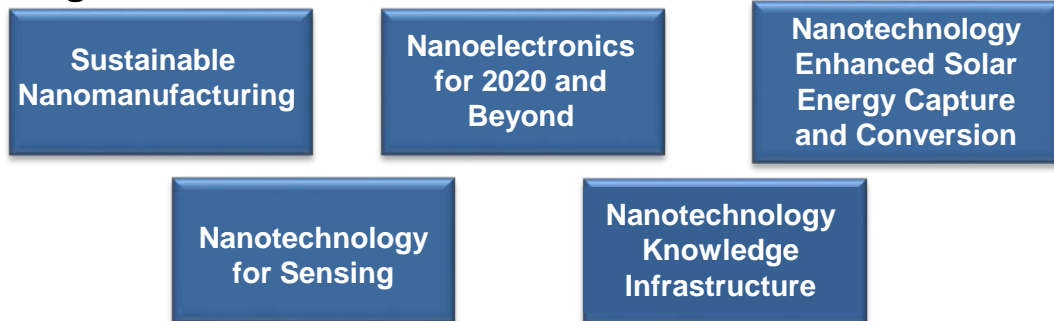 Sustainable
Nanomanufacturing
Nanoelectronics
for 2020 and
Beyond
Nanotechnology
Enhanced Solar
Energy Capture
and Conversion
Nanotechnology
for Sensing
Nanotechnology
Knowledge
Infrastructure